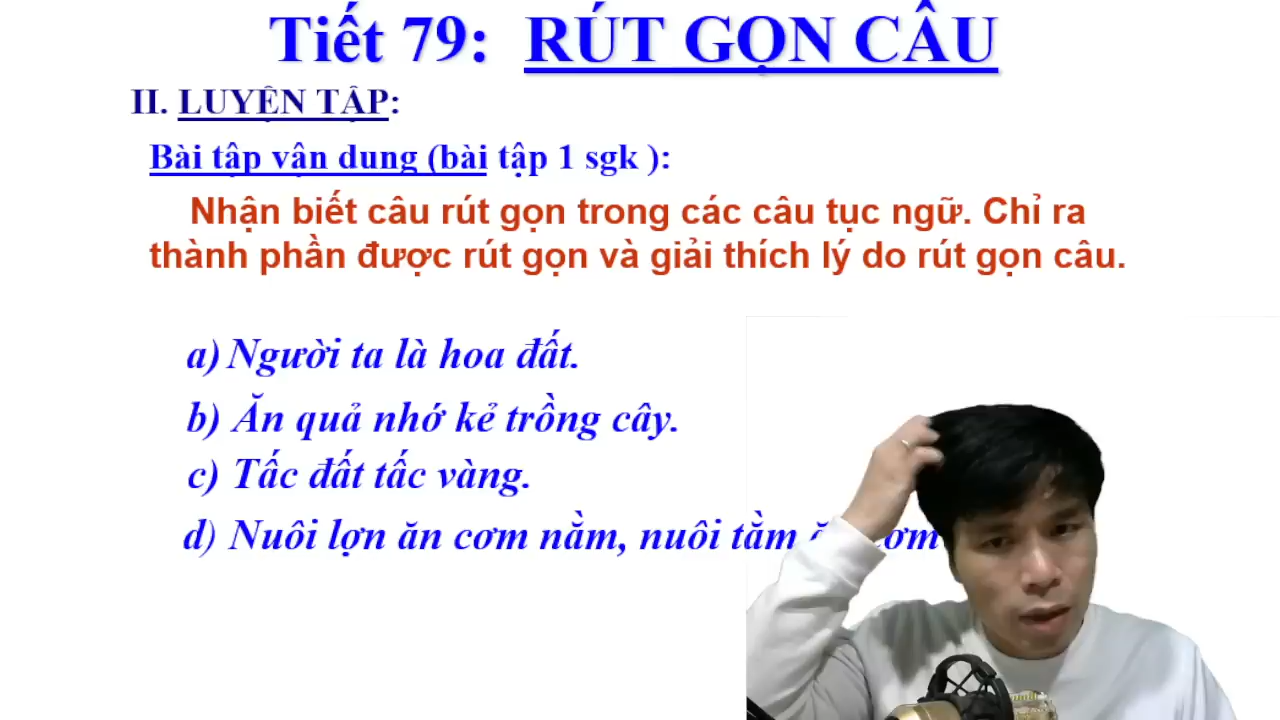 Tiết 79: RÚT GỌN CÂU
II. LUYỆN TẬP:
Bài tập vận dung (bài tập 1 sgk ):
Nhận biết câu rút gọn trong các câu tục ngữ. Chỉ ra
thành phần được rút gọn và giải thích lý do rút gọn câu.
a) Người ta là hoa đất.
b) Ăn quả nhớ kẻ trồng cây.
c) Tấc đất tấc vàng.
d) Nuôi lợn ăn cơm nằm, nuôi tằm cơm